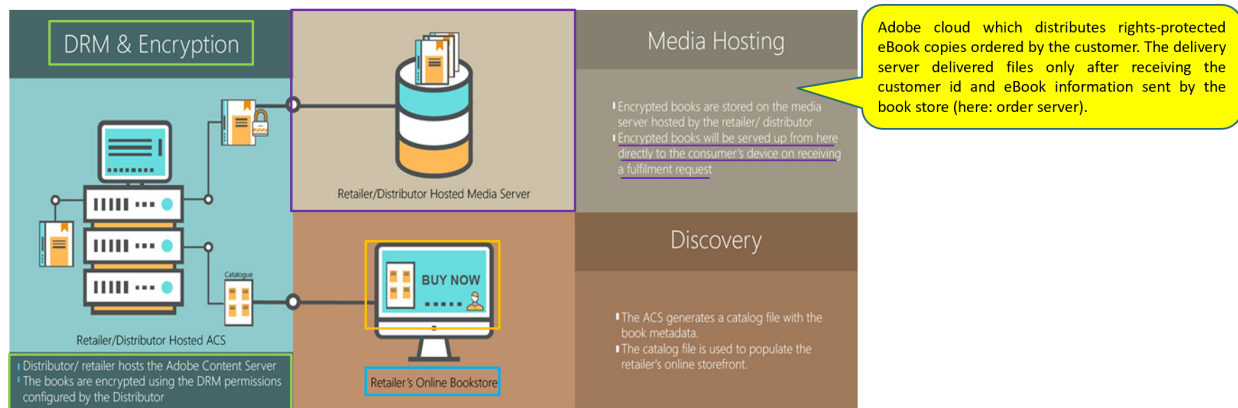 DRM & Encryption
Retailer/Distributor Hosted ACS
Distributor/ retailer hosts the Adobe Content Server
The books are encrypted using the DRM permissions
configured by the Distributor
Retailer/Distributor Hosted Media Server
Catalogue
BUY NOW
Retailer's Online Bookstore
Media Hosting
Encrypted books are stored on the media
server hosted by the retailer/ distributor
Encrypted books will be served up from here
directly to the consumer's device on receiving
a fulfilment request
Discovery
The ACS generates a catalog file with the
book metadata.
The catalog file is used to populate the
retailer's online storefront.
Adobe cloud which distributes rights-protected
eBook copies ordered by the customer. The delivery
server delivered files only after receiving the
customer id and eBook information sent by the
book store (here: order server).